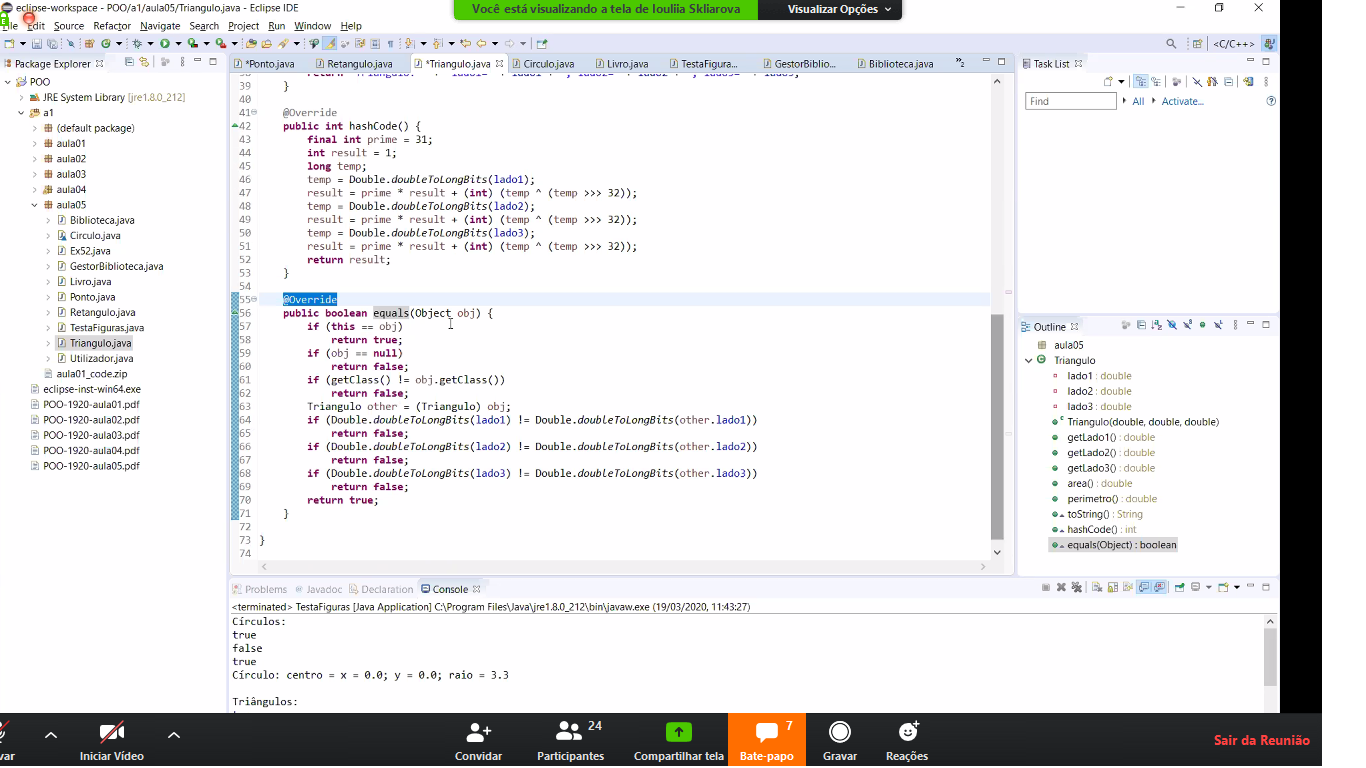 eclipse-workspace - POO/a1/aula05/Triangulo.java - Eclipse IDE
Você está visualizando a tela de Iouliia Skliarova
Visualizar Opções
File Edit Source Refactor Navigate Search Project Run Window Help
<C/C++>
Package Explorer
*Ponto.java Retangulo.java *Triangulo.java Circulo.java Livro.java TestaFigura... GestorBiblio... Biblioteca.java
Task List
POO
JRE System Library [jre1.8.0_212]
a1
(default package)
aula01
aula02
aula03
aula04
aula05
Biblioteca.java
Circulo.java
Ex52.java
GestorBiblioteca.java
Livro.java
Ponto.java
Retangulo.java
TestaFiguras.java
Triangulo.java
Utilizador.java
aula01_code.zip
eclipse-inst-win64.exe
POO-1920-aula01.pdf
POO-1920-aula02.pdf
POO-1920-aula03.pdf
POO-1920-aula04.pdf
POO-1920-aula05.pdf
39 }
40
41 @Override
42 public int hashCode() {
43 final int prime = 31;
44 int result = 1;
45 long temp;
46 temp = Double.doubleToLongBits(lado1);
47 result = prime * result + (int) (temp ^ (temp >>> 32));
48 temp = Double.doubleToLongBits(lado2);
49 result = prime * result + (int) (temp ^ (temp >>> 32));
50 temp = Double.doubleToLongBits(lado3);
51 result = prime * result + (int) (temp ^ (temp >>> 32));
52 return result;
53 }
54
55 @Override
56 public boolean equals(Object obj) {
57 if (this == obj)
58 return true;
59 if (obj == null)
60 return false;
61 if (getClass() != obj.getClass())
62 return false;
63 Triangulo other = (Triangulo) obj;
64 if (Double.doubleToLongBits(lado1) != Double.doubleToLongBits(other.lado1))
65 return false;
66 if (Double.doubleToLongBits(lado2) != Double.doubleToLongBits(other.lado2))
67 return false;
68 if (Double.doubleToLongBits(lado3) != Double.doubleToLongBits(other.lado3))
69 return false;
70 return true;
71 }
72
73 }
74
Find All Activate...
Outline
aula05
Triangulo
lado1 : double
lado2 : double
lado3 : double
Triangulo(double, double, double)
getLado1() : double
getLado2() : double
getLado3() : double
area() : double
perimetro() : double
toString() : String
hashCode() : int
equals(Object) : boolean
Problems Javadoc Declaration Console
<terminated> TestaFiguras [Java Application] C:\Program Files\Java\jre1.8.0_212\bin\javaw.exe (19/03/2020, 11:43:27)
Círculos:
true
false
true
Círculo: centro = x = 0.0; y = 0.0; raio = 3.3
Triângulos:
var
Iniciar Vídeo
Convidar
24
Participantes
Compartilhar tela
7
Bate-papo
Gravar
Reações
Sair da Reunião